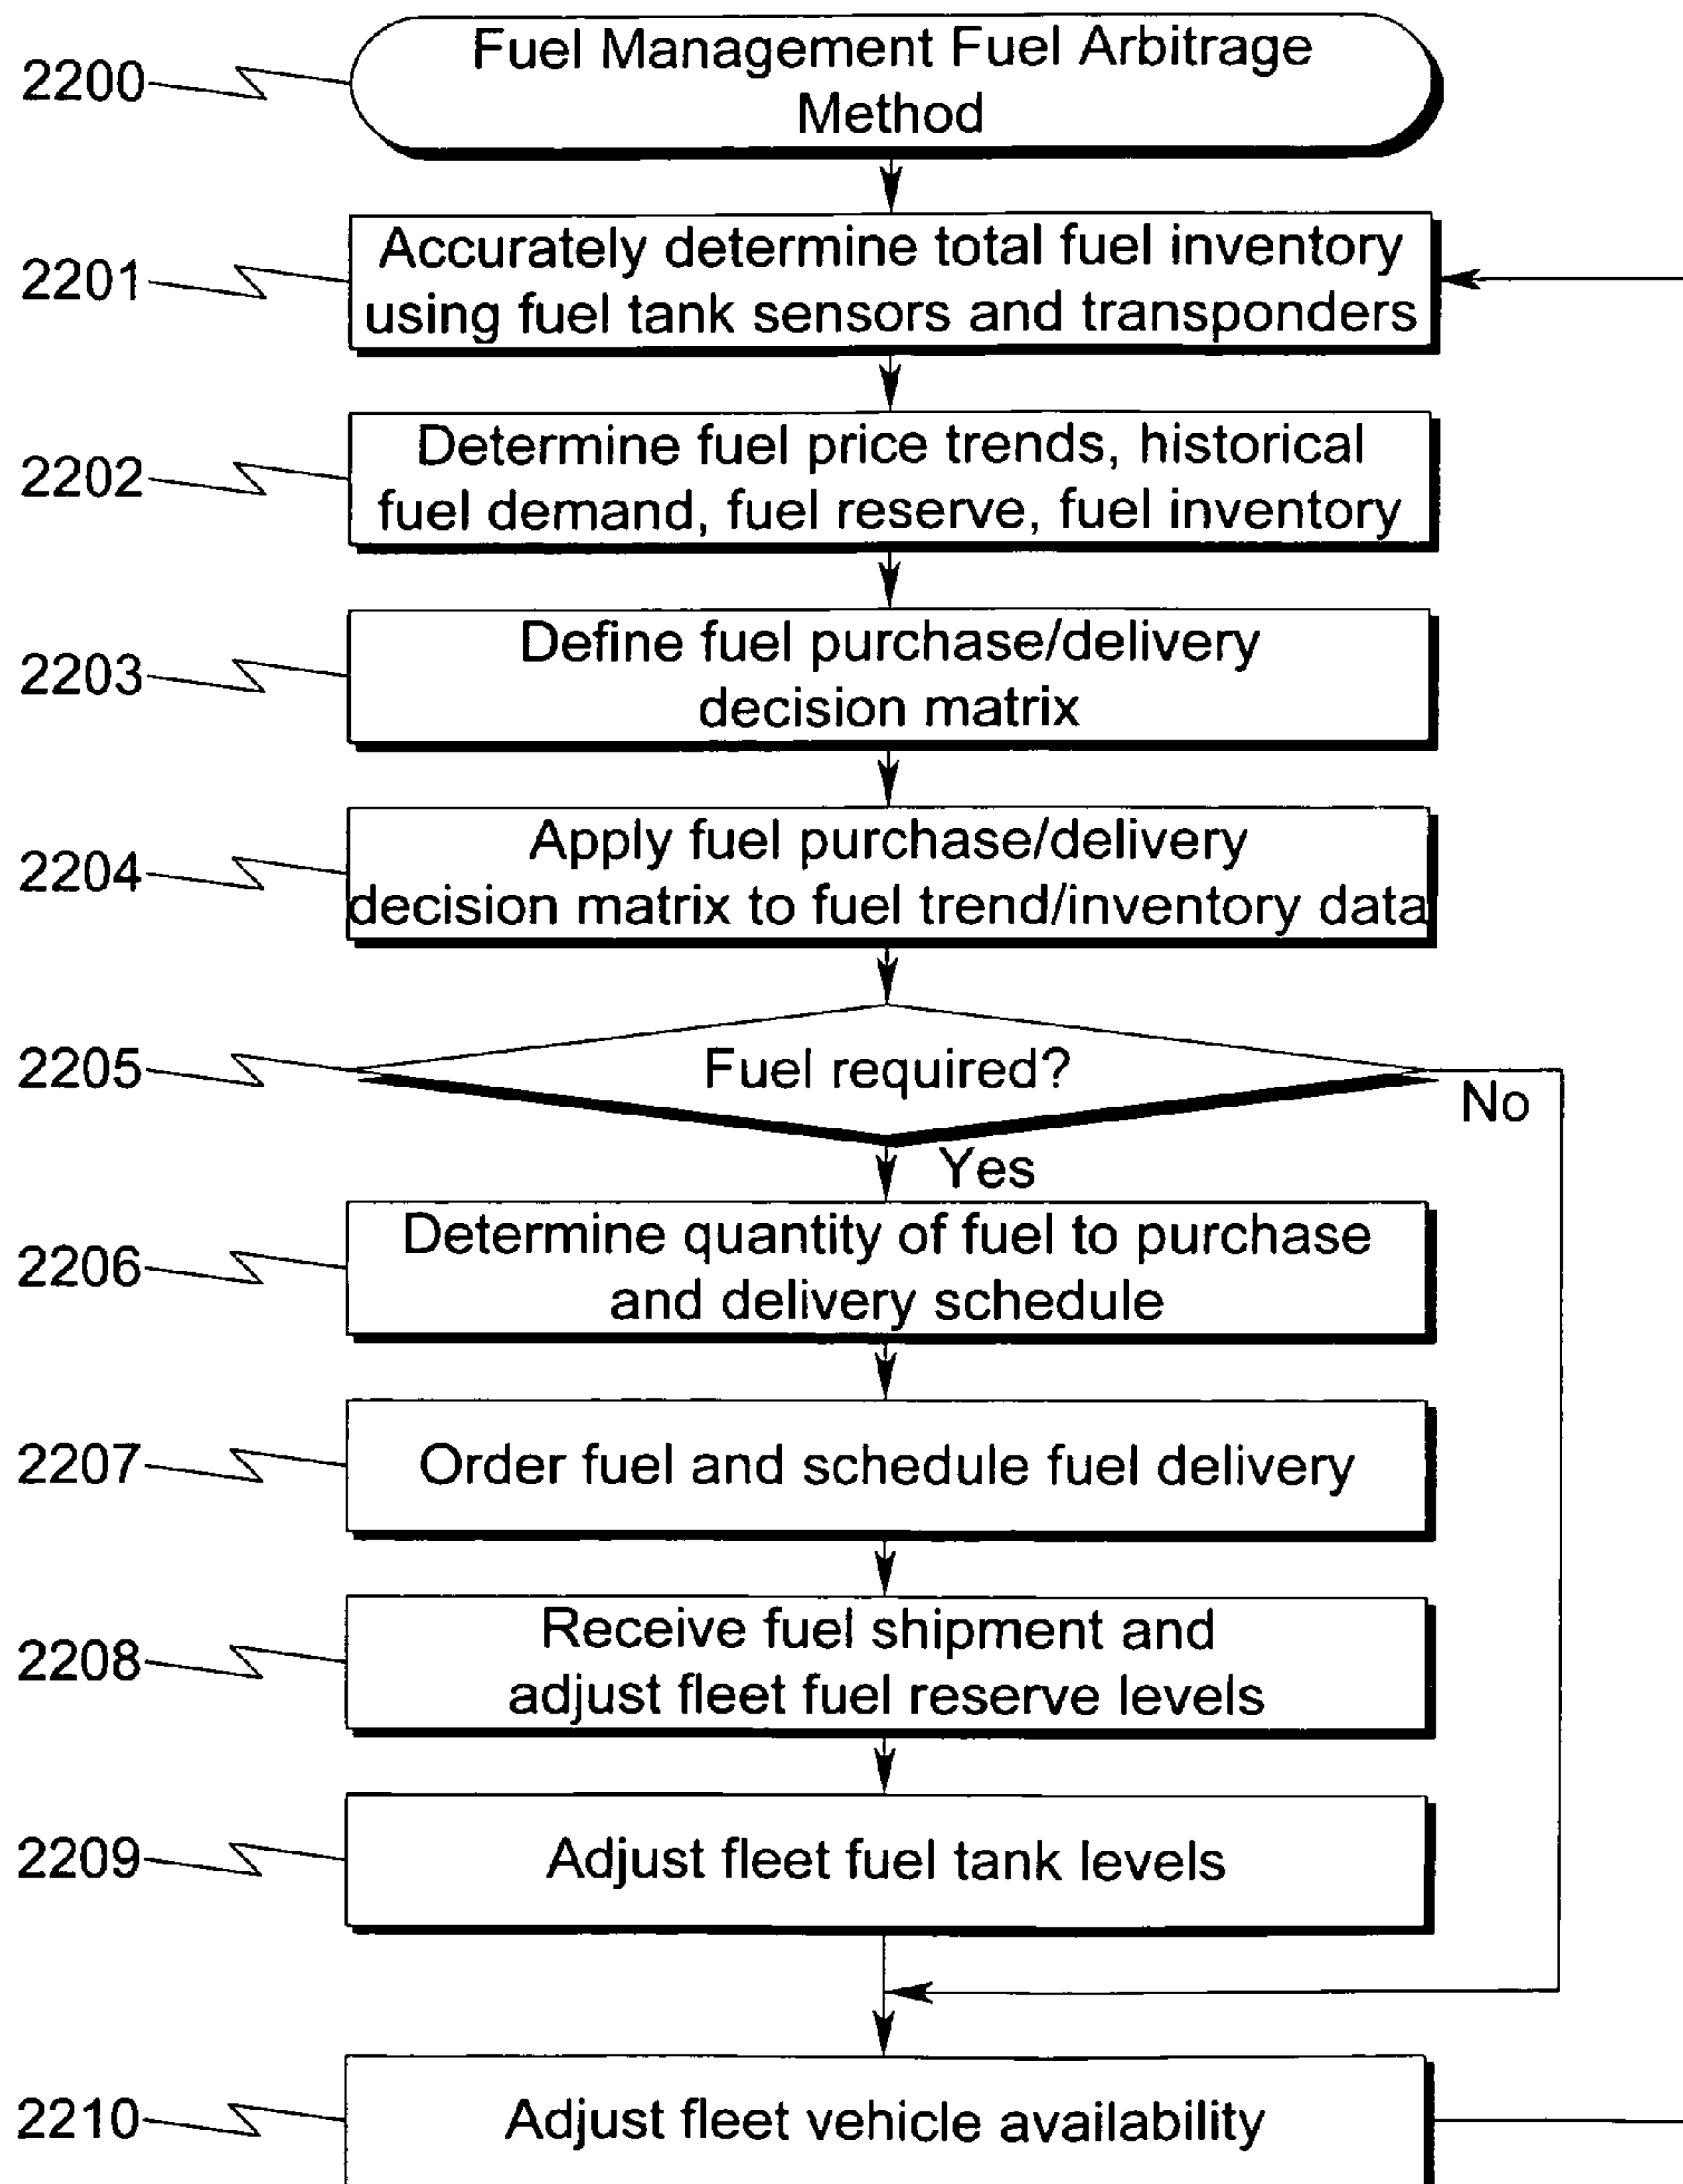 2200
Fuel Management Fuel Arbitrage
Method
2201
Accurately determine total fuel inventory
using fuel tank sensors and transponders
2202
Determine fuel price trends, historical
fuel demand, fuel reserve, fuel inventory
2203
Define fuel purchase/delivery
decision matrix
2204
Apply fuel purchase/delivery
decision matrix to fuel trend/inventory data
2205
Fuel required?
No
Yes
2206
Determine quantity of fuel to purchase
and delivery schedule
2207
Order fuel and schedule fuel delivery
2208
Receive fuel shipment and
adjust fleet fuel reserve levels
2209
Adjust fleet fuel tank levels
2210
Adjust fleet vehicle availability